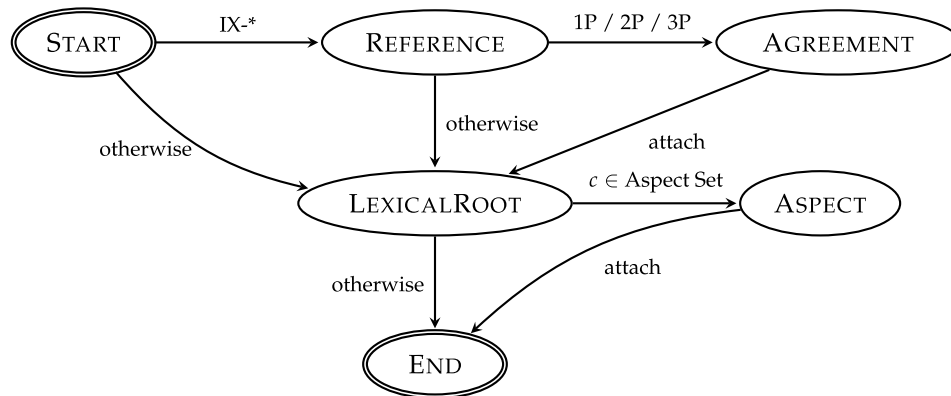 IX-*
1P / 2P / 3P
START
REFERENCE
AGREEMENT
otherwise
otherwise
attach
c ∈ Aspect Set
LEXICALROOT
ASPECT
otherwise
attach
END